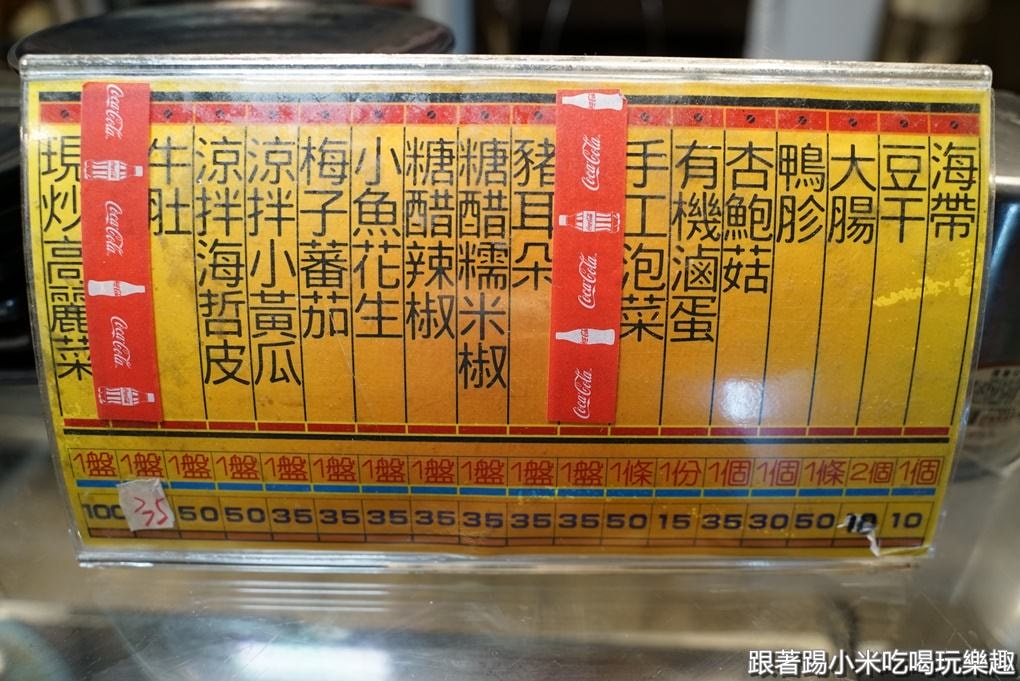 海帶
豆干
大腸
鴨胗
杏鮑菇
有機滷蛋
手工泡菜
豬耳朵
糖醋糯米椒
糖醋辣椒
小魚花生
梅子蕃茄
涼拌小黃瓜
涼拌海哲皮
牛肚
現炒高麗菜
Coca-Cola
Coca-Cola
Coca-Cola
Coca-Cola
Coca-Cola
Coca-Cola
1盤 1盤 1盤 1盤 1盤 1盤 1盤 1盤 1盤 1盤 1盤 1條 1份 1個 1個 1條 2個 1個
100 35 50 50 35 35 35 35 35 35 35 50 15 35 30 50 10 10
跟著踢小米吃喝玩樂趣